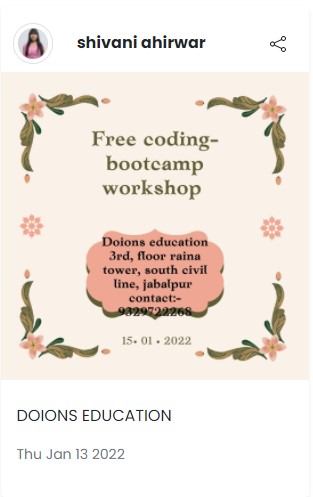 shivani ahirwar
Free coding-
bootcamp
workshop
Doions education
3rd, floor raina
tower, south civil
line, jabalpur
contact:-
9329722268
15• 01 • 2022
DOIONS EDUCATION
Thu Jan 13 2022